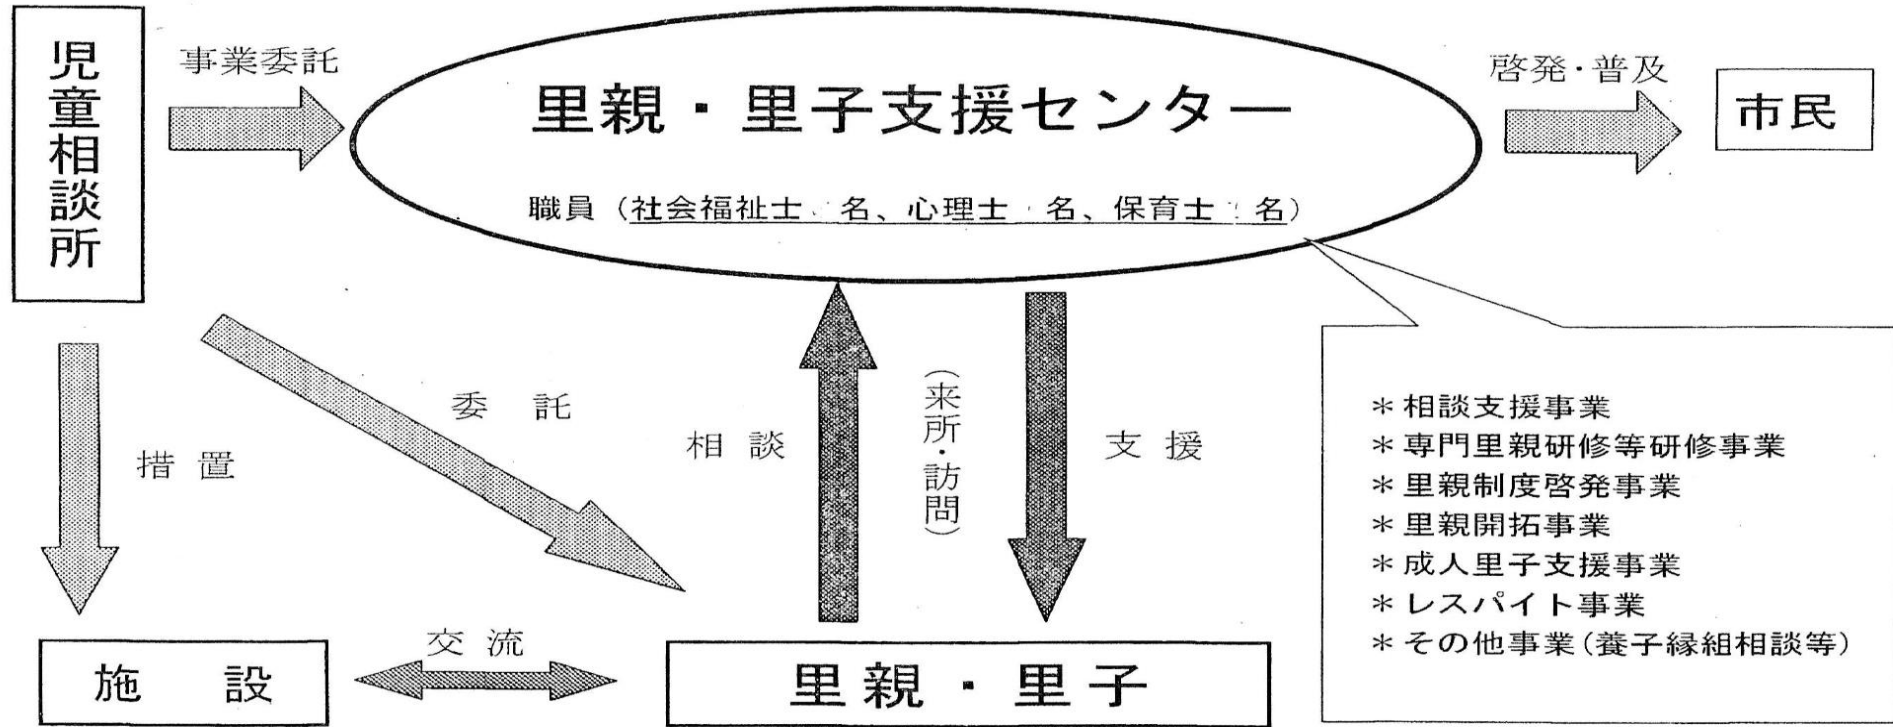 児童相談所
事業委託
里親・里子支援センター
職員（社会福祉士　名、心理士　名、保育士　名）
啓発・普及
市民
措置
委託
相談
（来所・訪問）
支援
＊相談支援事業
＊専門里親研修等研修事業
＊里親制度啓発事業
＊里親開拓事業
＊成人里子支援事業
＊レスパイト事業
＊その他事業（養子縁組相談等）
施設
交流
里親・里子